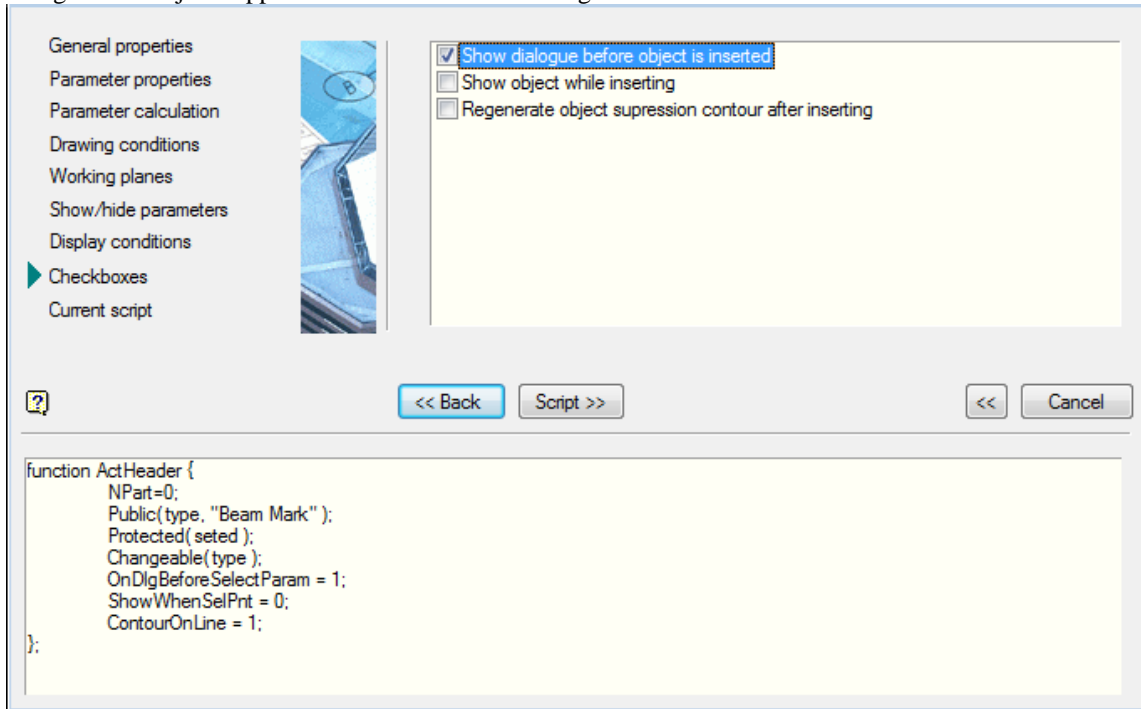 General properties
Parameter properties
Parameter calculation
Drawing conditions
Working planes
Show/hide parameters
Display conditions
Checkboxes
Current script
B
Show dialogue before object is inserted
Show object while inserting
Regenerate object supression contour after inserting
?
<< Back
Script >>
<<
Cancel
function ActHeader {
NPart=0;
Public(type, "Beam Mark" );
Protected( seted );
Changeable(type );
OnDlgBeforeSelectParam = 1;
ShowWhenSelPnt = 0;
ContourOnLine = 1;
};